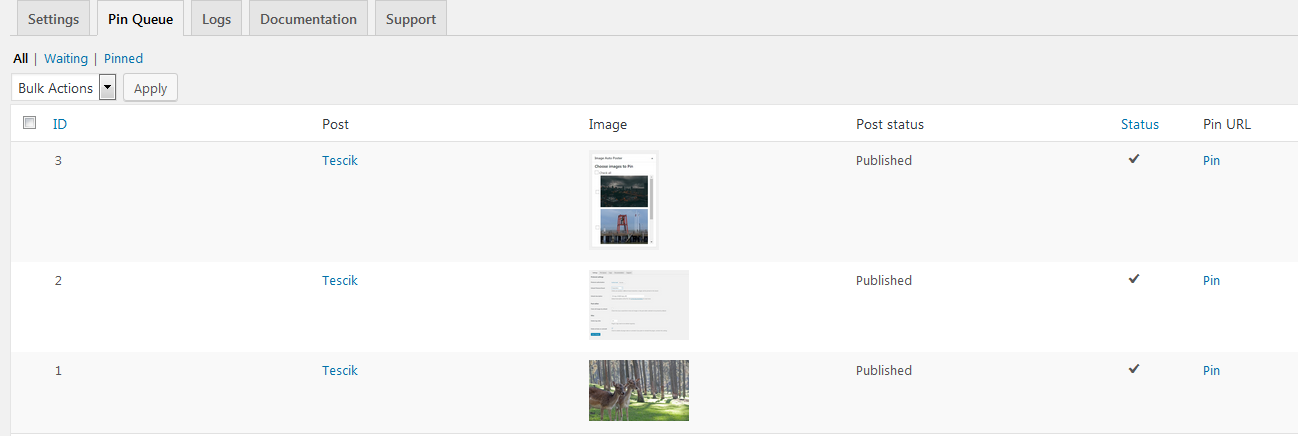 Settings Pin Queue Logs Documentation Support
All | Waiting | Pinned
Bulk Actions Apply
ID Post Image Post status Status Pin URL
3 Tescik Published Pin
Image Auto Finder
Choose images to Pin
Check all
2 Tescik Published Pin
1 Tescik Published Pin